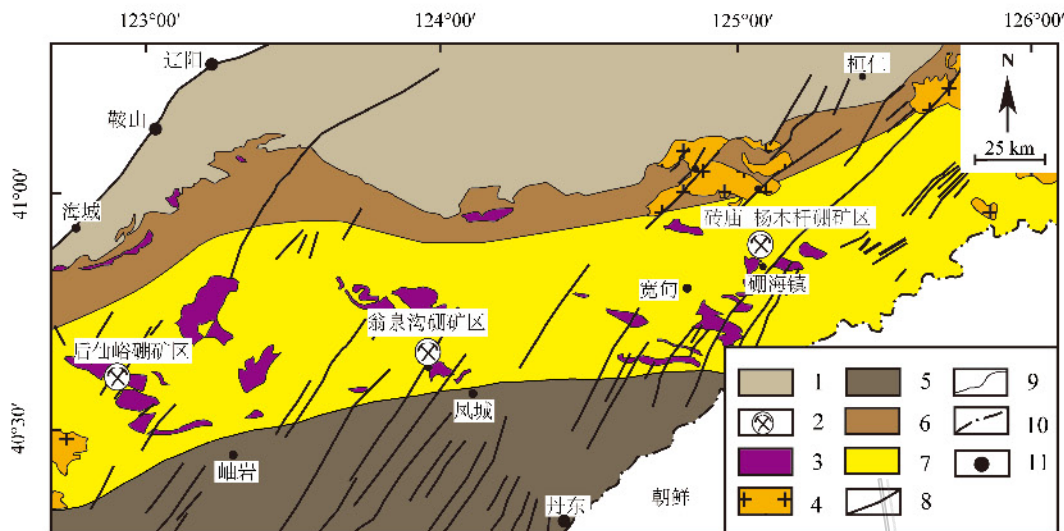 123°00′
124°00′
125°00′
126°00′
辽阳
桓仁
N
鞍山
25 km
41°00′
海城
砖庙 杨木杆硼矿区
硼海镇
宽甸
翁泉沟硼矿区
后仙峪硼矿区
凤城
40°30′
岫岩
朝鲜
丹东
1
5
9
2
6
10
3
7
11
4
8